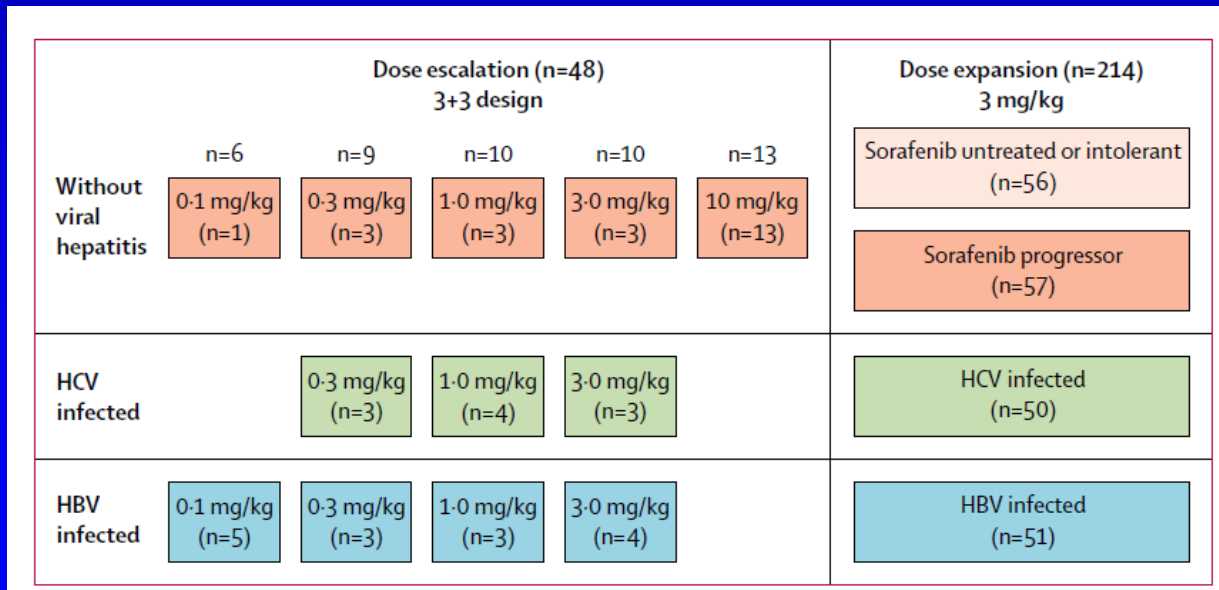 Dose escalation (n=48)
3+3 design
Dose expansion (n=214)
3 mg/kg
n=6
n=9
n=10
n=10
n=13
Without
viral
hepatitis
0·1 mg/kg
(n=1)
0·3 mg/kg
(n=3)
1·0 mg/kg
(n=3)
3·0 mg/kg
(n=3)
10 mg/kg
(n=13)
Sorafenib untreated or intolerant
(n=56)
Sorafenib progressor
(n=57)
HCV
infected
0·3 mg/kg
(n=3)
1·0 mg/kg
(n=4)
3·0 mg/kg
(n=3)
HCV infected
(n=50)
HBV
infected
0·1 mg/kg
(n=5)
0·3 mg/kg
(n=3)
1·0 mg/kg
(n=3)
3·0 mg/kg
(n=4)
HBV infected
(n=51)